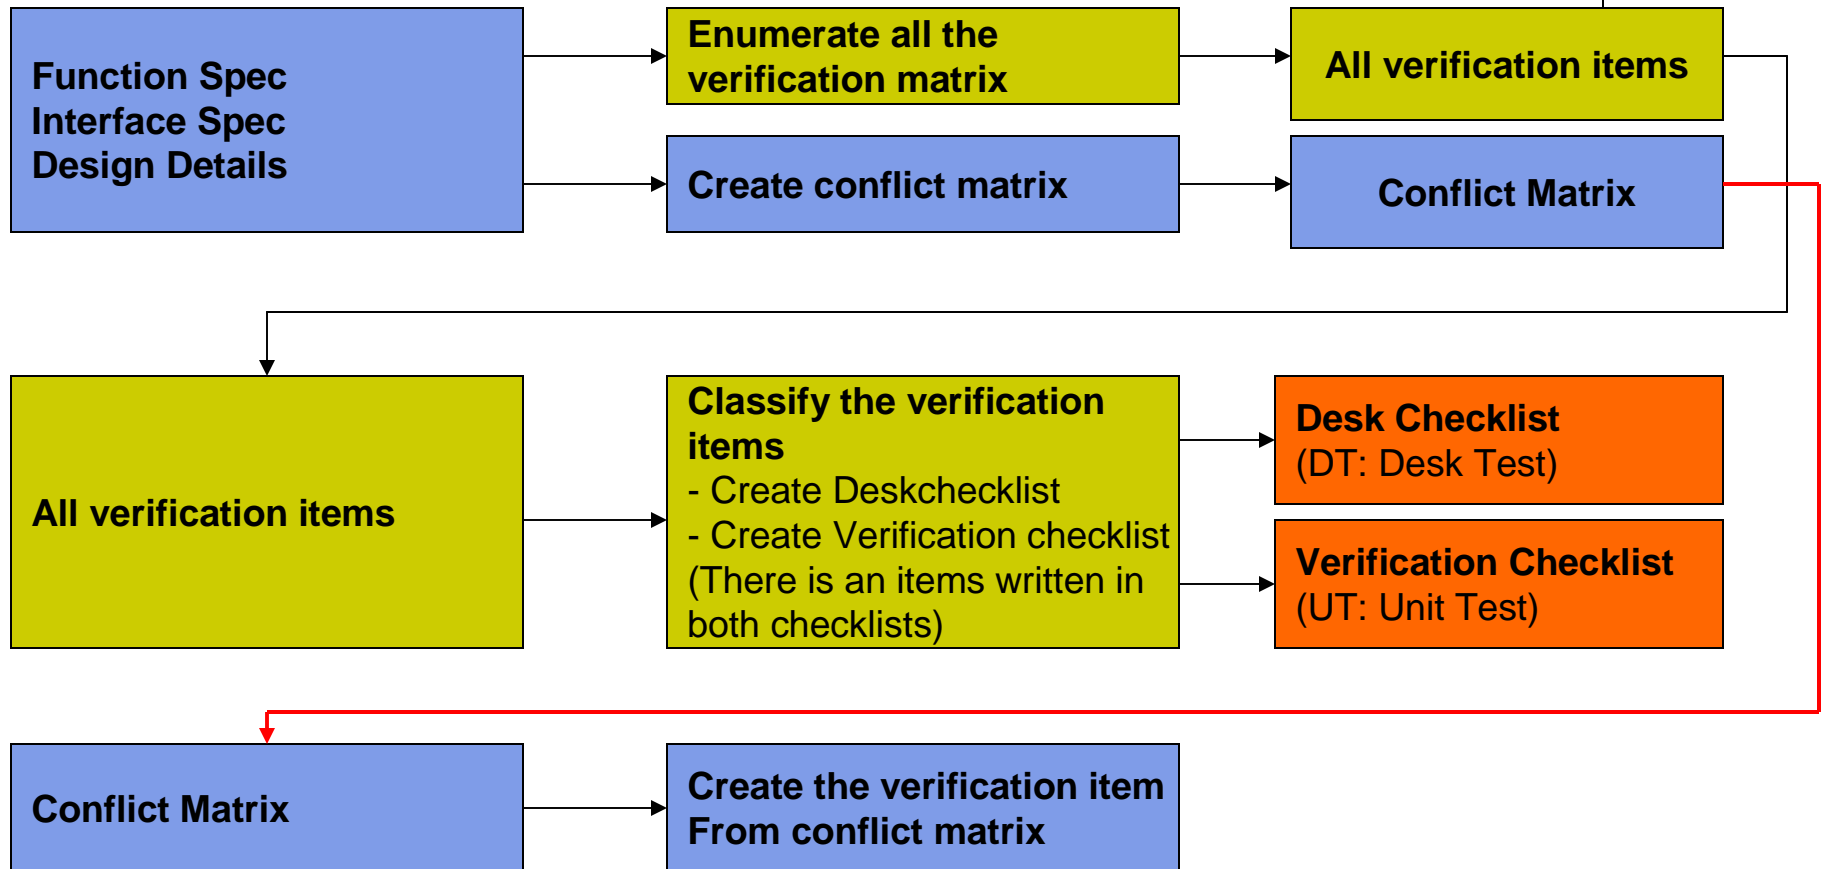 Function Spec
Interface Spec
Design Details
Enumerate all the
verification matrix
All verification items
Create conflict matrix
Conflict Matrix
All verification items
Classify the verification
items
- Create Deskchecklist
- Create Verification checklist
(There is an items written in
both checklists)
Desk Checklist
(DT: Desk Test)
Verification Checklist
(UT: Unit Test)
Conflict Matrix
Create the verification item
From conflict matrix